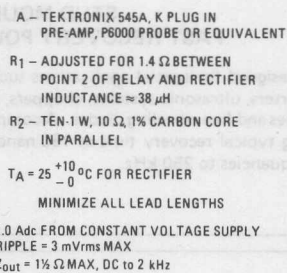 A – TEKTRONIX 545A, K PLUG IN
PRE-AMP, P6000 PROBE OR EQUIVALENT
R1 – ADJUSTED FOR 1.4 Ω BETWEEN
POINT 2 OF RELAY AND RECTIFIER
INDUCTANCE ≈ 38 μH
R2 – TEN-1 W, 10 Ω, 1% CARBON CORE
IN PARALLEL
TA = 25 +10 –0 °C FOR RECTIFIER
MINIMIZE ALL LEAD LENGTHS
.0 Adc FROM CONSTANT VOLTAGE SUPPLY
RIPPLE = 3 mVrms MAX
Zout = 1½ Ω MAX, DC to 2 kHz